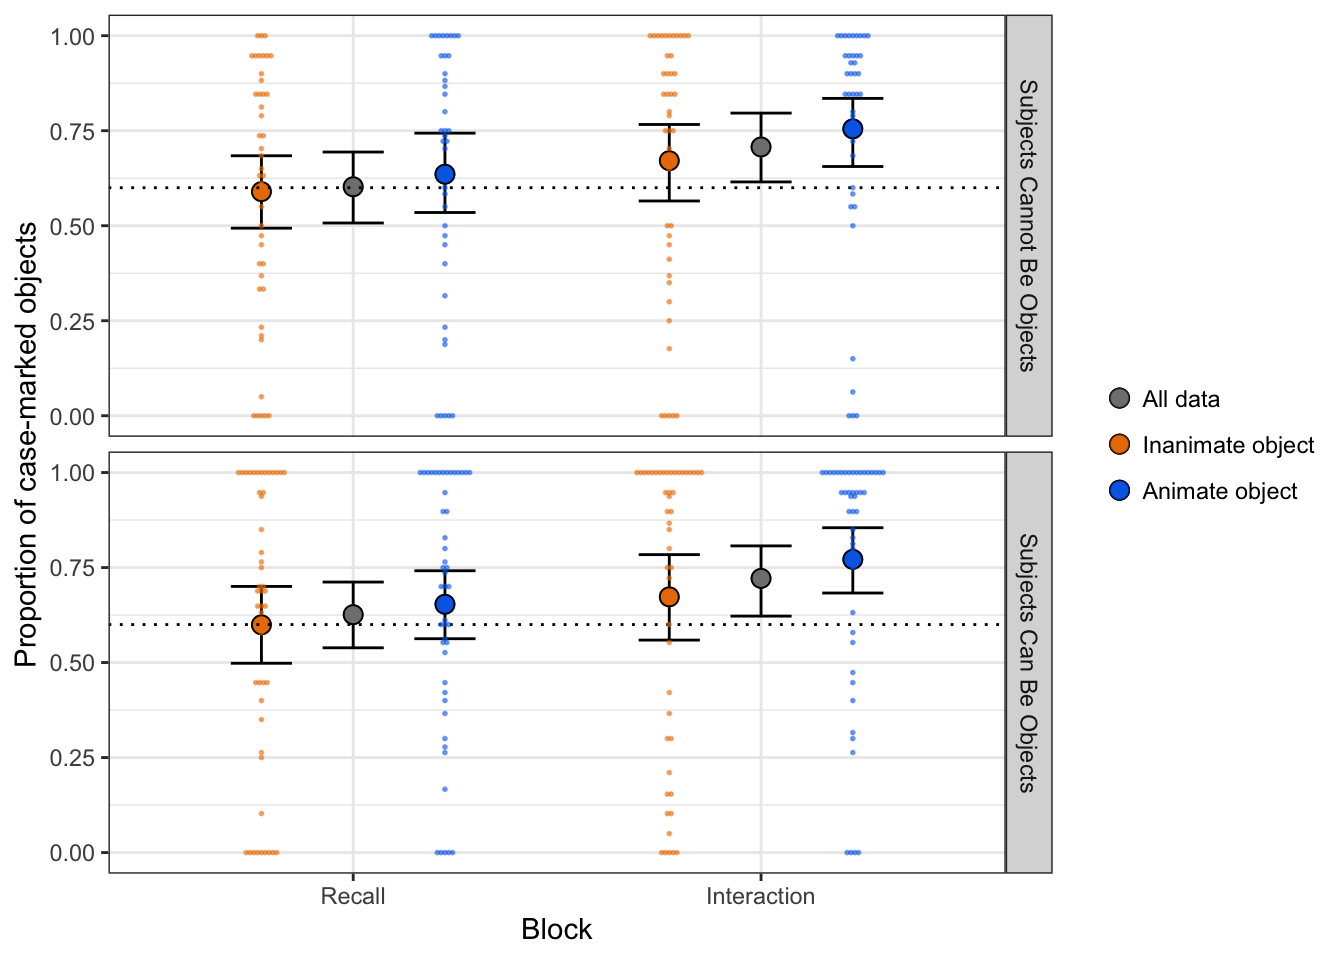 Proportion of case-marked objects
1.00
0.75
0.50
0.25
0.00
Subjects Cannot Be Objects
1.00
0.75
0.50
0.25
0.00
Subjects Can Be Objects
Recall
Interaction
Block
All data
Inanimate object
Animate object